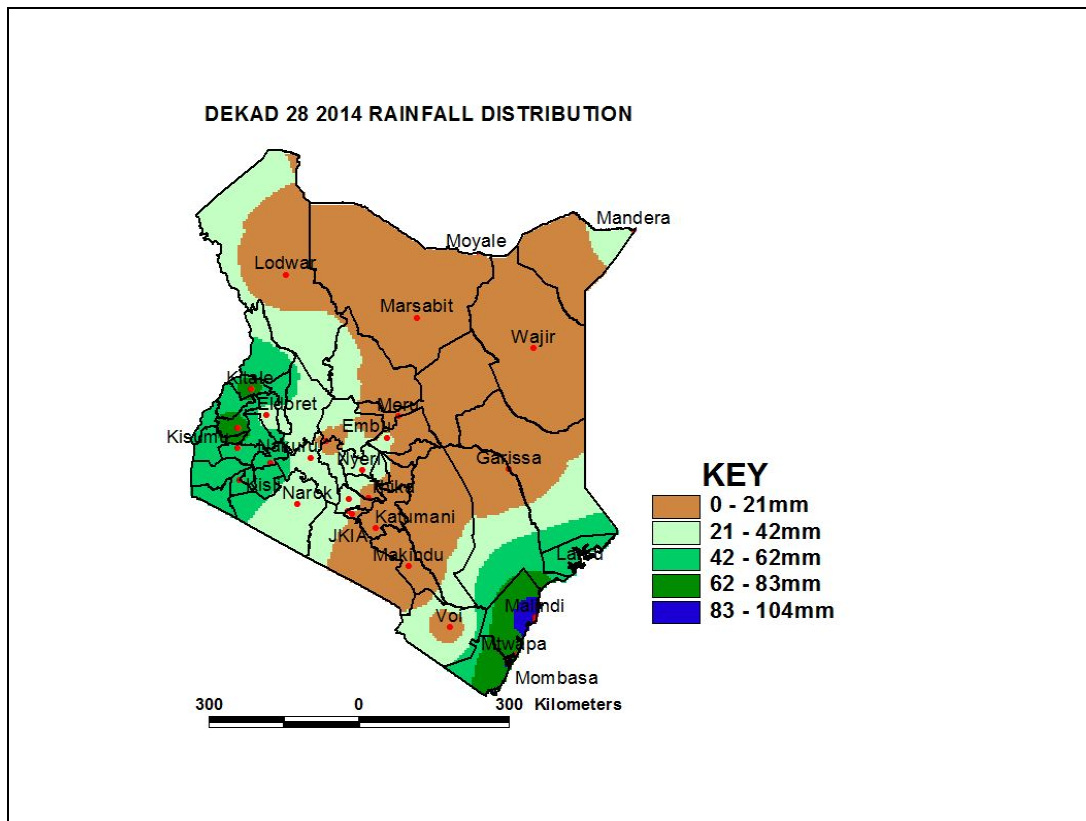 DEKAD 28 2014 RAINFALL DISTRIBUTION
Mandera
Moyale
Lodwar
Marsabit
Wajir
Kitale
Eldoret
Meru
Embu
Kisumu
Nakuru
Nyeri
Garissa
Kisii
Narok
Thika
JKIA
Katumani
Makindu
Lamu
Voi
Malindi
Mtwapa
Mombasa
KEY
0 - 21mm
21 - 42mm
42 - 62mm
62 - 83mm
83 - 104mm
300 0 300 Kilometers